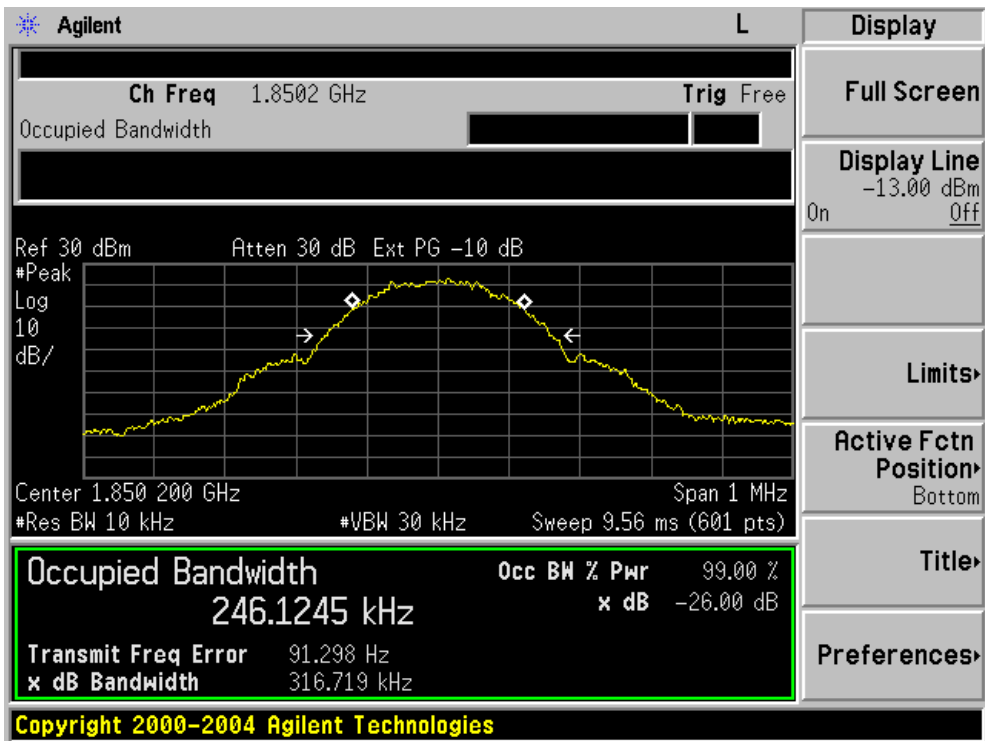 Agilent L
Display
Ch Freq 1.8502 GHz Trig Free
Occupied Bandwidth
Full Screen
Display Line
-13.00 dBm
On Off
Ref 30 dBm Atten 30 dB Ext PG -10 dB
#Peak
Log
10
dB/
Limits
Active Fctn
Position
Bottom
Center 1.850 200 GHz Span 1 MHz
#Res BW 10 kHz #VBW 30 kHz Sweep 9.56 ms (601 pts)
Occupied Bandwidth Occ BW % Pwr 99.00 %
246.1245 kHz x dB -26.00 dB
Transmit Freq Error 91.298 Hz
x dB Bandwidth 316.719 kHz
Title
Preferences
Copyright 2000-2004 Agilent Technologies